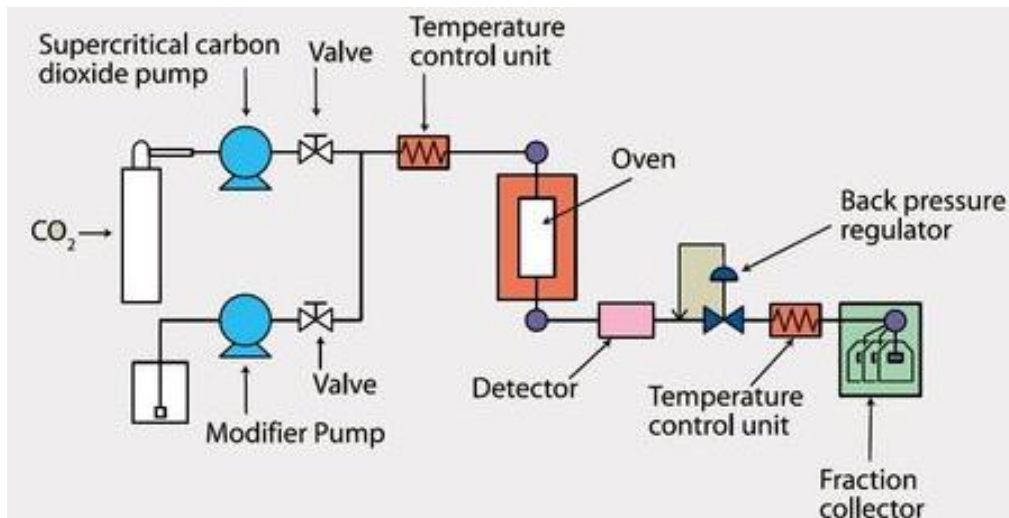 Supercritical carbon
dioxide pump
Valve
Temperature
control unit
Oven
CO₂
Back pressure
regulator
Valve
Modifier Pump
Detector
Temperature
control unit
Fraction
collector